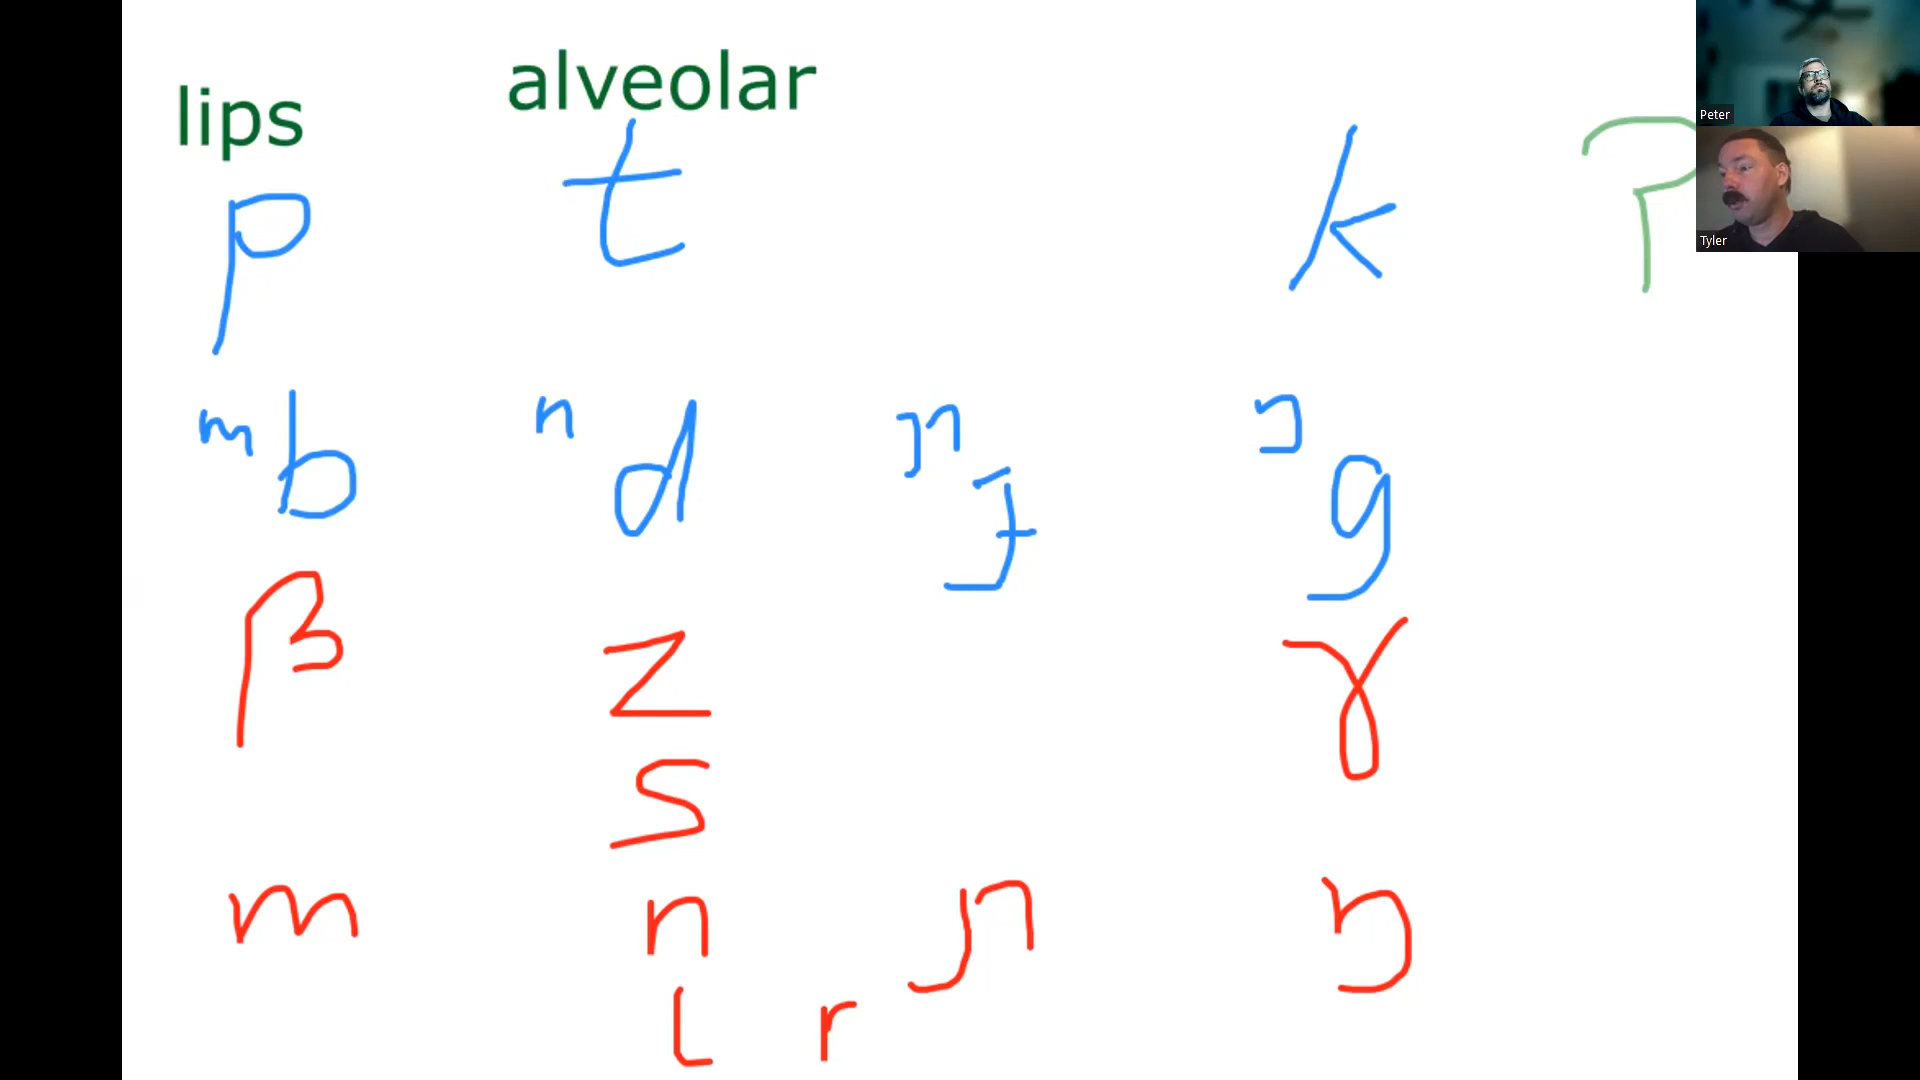 lips alveolar
p t k ʔ
ᵐb ⁿd ᶮɟ ᵑg
β z ɣ
s
m n ɲ ŋ
l r
Peter
Tyler